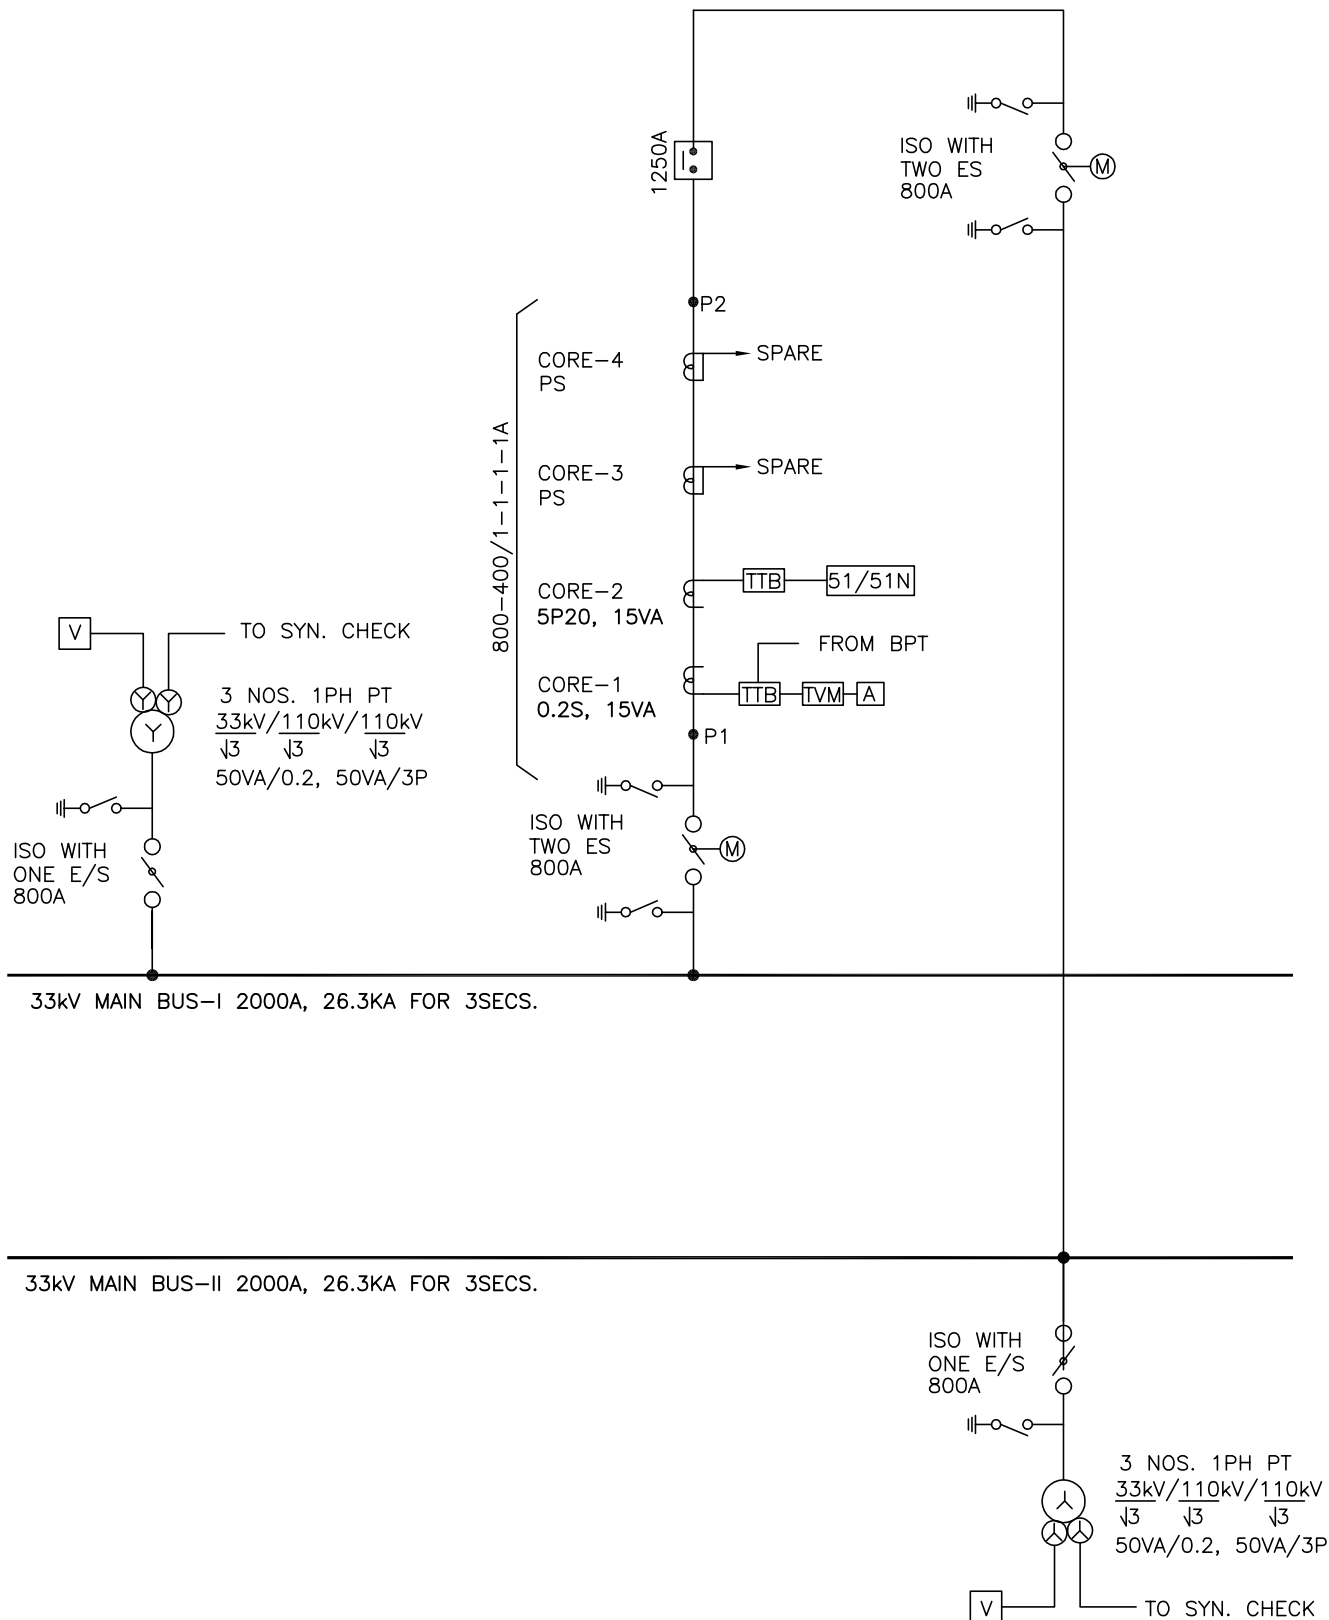 1250A
ISO WITH
TWO ES
800A
M
P2
CORE-4
PS
SPARE
800-400/1-1-1-1A
CORE-3
PS
SPARE
CORE-2
5P20, 15VA
TTB
51/51N
FROM BPT
CORE-1
0.2S, 15VA
TTB
TVM
A
P1
V
TO SYN. CHECK
3 NOS. 1PH PT
33kV/110kV/110kV
√3 √3 √3
50VA/0.2, 50VA/3P
ISO WITH
ONE E/S
800A
ISO WITH
TWO ES
800A
M
33kV MAIN BUS-I 2000A, 26.3KA FOR 3SECS.
33kV MAIN BUS-II 2000A, 26.3KA FOR 3SECS.
ISO WITH
ONE E/S
800A
3 NOS. 1PH PT
33kV/110kV/110kV
√3 √3 √3
50VA/0.2, 50VA/3P
V
TO SYN. CHECK